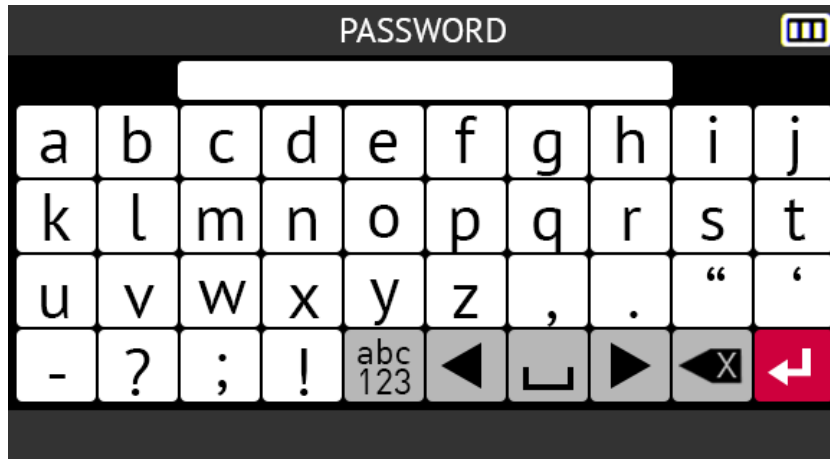 PASSWORD
a b c d e f g h i j
k l m n o p q r s t
u v w x y z , . “ ‘
- ? ; ! abc
123
X